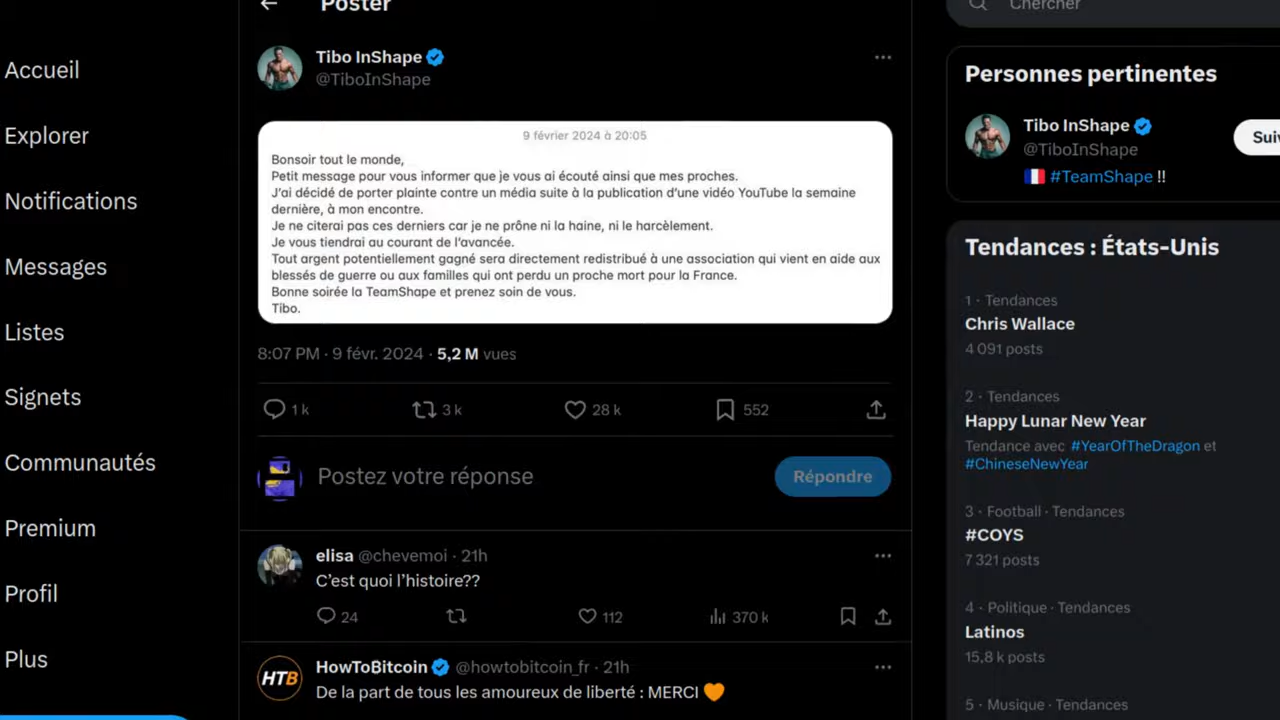 Poster
Chercher
Accueil
Explorer
Notifications
Messages
Listes
Signets
Communautés
Premium
Profil
Plus
Tibo InShape
@TiboInShape
9 février 2024 à 20:05
Bonsoir tout le monde,
Petit message pour vous informer que je vous ai écouté ainsi que mes proches.
J'ai décidé de porter plainte contre un média suite à la publication d'une vidéo YouTube la semaine
dernière, à mon encontre.
Je ne citerai pas ces derniers car je ne prône ni la haine, ni le harcèlement.
Je vous tiendrai au courant de l'avancée.
Tout argent potentiellement gagné sera directement redistribué à une association qui vient en aide aux
blessés de guerre ou aux familles qui ont perdu un proche mort pour la France.
Bonne soirée la TeamShape et prenez soin de vous.
Tibo.
8:07 PM · 9 févr. 2024 · 5,2 M vues
1 k 3 k 28 k 552
Postez votre réponse
Répondre
elisa @chevemoi · 21h
C'est quoi l'histoire??
24 112 370 k
HTB
HowToBitcoin @howtobitcoin_fr · 21h
De la part de tous les amoureux de liberté : MERCI 🧡
Personnes pertinentes
Tibo InShape
@TiboInShape
Sui
🇫🇷 #TeamShape !!
Tendances : États-Unis
1 · Tendances
Chris Wallace
4 091 posts
2 · Tendances
Happy Lunar New Year
Tendance avec #YearOfTheDragon et
#ChineseNewYear
3 · Football · Tendances
#COYS
7 321 posts
4 · Politique · Tendances
Latinos
15,8 k posts
5 · Musique · Tendances